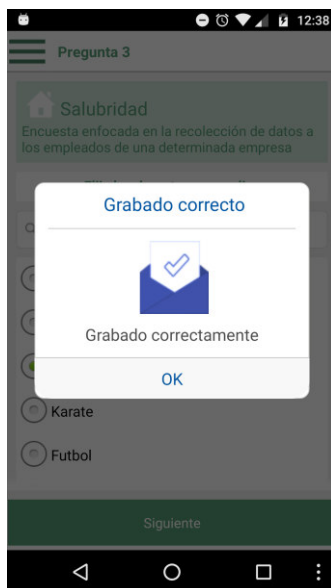 12:38
Pregunta 3
Salubridad
Encuesta enfocada en la recolección de datos a
los empleados de una determinada empresa
Grabado correcto
Grabado correctamente
OK
Karate
Futbol
Siguiente